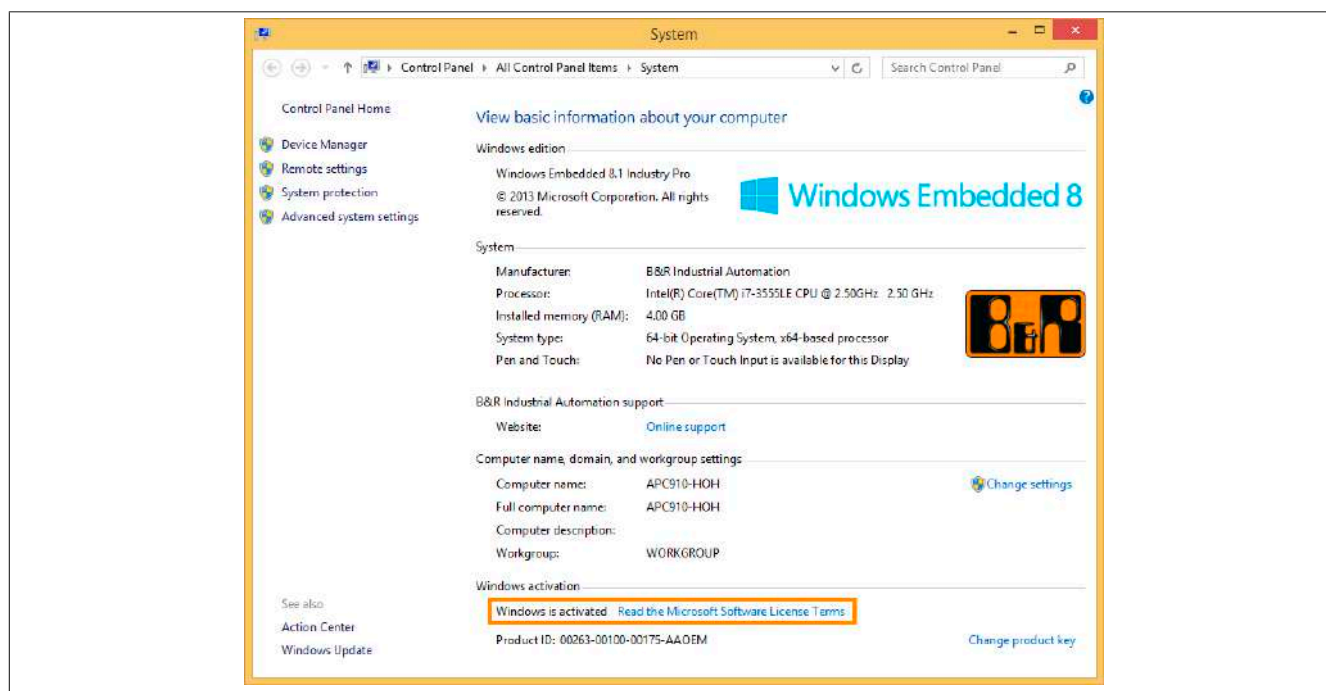 System
Control Panel All Control Panel Items System
Search Control Panel
Control Panel Home
Device Manager
Remote settings
System protection
Advanced system settings
View basic information about your computer
Windows edition
Windows Embedded 8.1 Industry Pro
© 2013 Microsoft Corporation. All rights
reserved.
Windows Embedded 8
System
Manufacturer: B&R Industrial Automation
Processor: Intel(R) Core(TM) i7-3555LE CPU @ 2.50GHz 2.50 GHz
Installed memory (RAM): 4.00 GB
System type: 64-bit Operating System, x64-based processor
Pen and Touch: No Pen or Touch Input is available for this Display
B&R
B&R Industrial Automation support
Website: Online support
Computer name, domain, and workgroup settings
Computer name: APC910-HOH
Change settings
Full computer name: APC910-HOH
Computer description:
Workgroup: WORKGROUP
Windows activation
Windows is activated Read the Microsoft Software License Terms
Product ID: 00263-00100-00175-AAOEM
Change product key
See also
Action Center
Windows Update